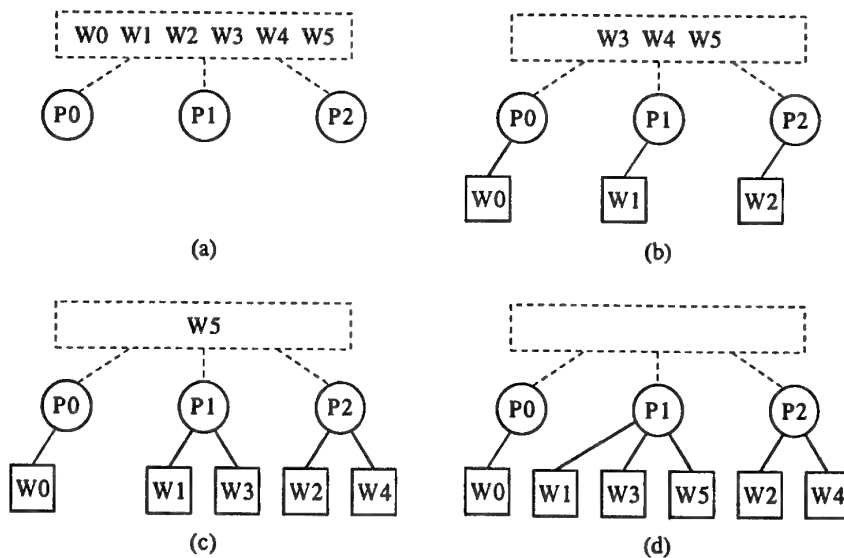 W0 W1 W2 W3 W4 W5
P0 P1 P2
(a)
W3 W4 W5
P0 P1 P2
W0 W1 W2
(b)
W5
P0 P1 P2
W0 W1 W3 W2 W4
(c)
P0 P1 P2
W0 W1 W3 W5 W2 W4
(d)